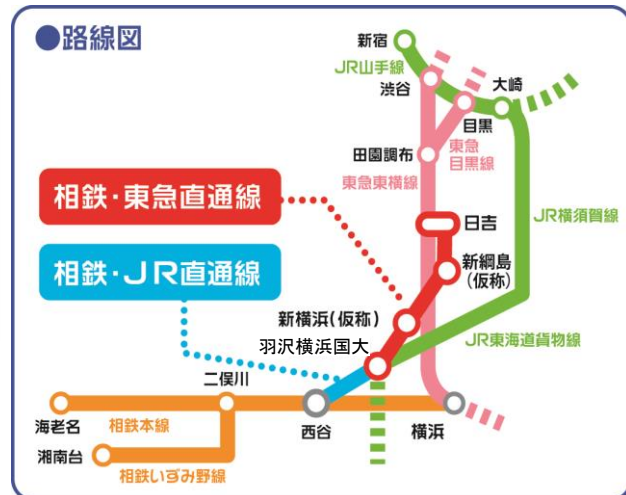 ●路線図
新宿
JR山手線
渋谷
大崎
目黒
田園調布
東急
目黒線
東急東横線
相鉄・東急直通線
日吉
JR横須賀線
相鉄・JR直通線
新綱島
(仮称)
新横浜(仮称)
羽沢横浜国大
JR東海道貨物線
二俣川
海老名
相鉄本線
西谷
横浜
湘南台
相鉄いずみ野線